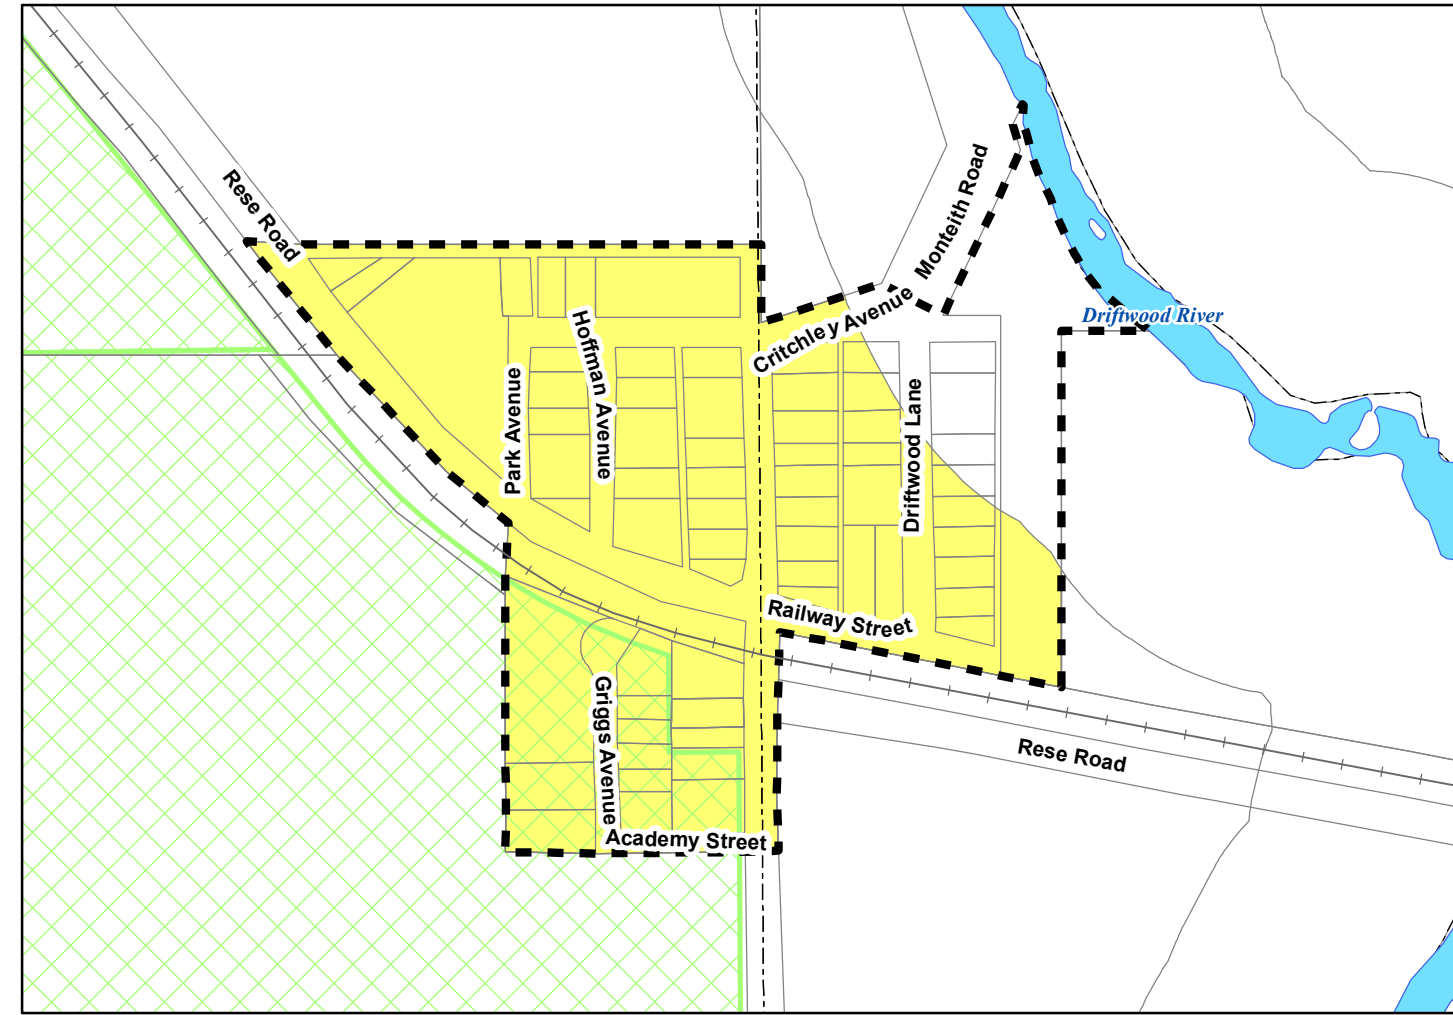 Rese Road
Monteith Road
Driftwood River
Critchley Avenue
Hoffman Avenue
Park Avenue
Driftwood Lane
Railway Street
Griggs Avenue
Rese Road
Academy Street